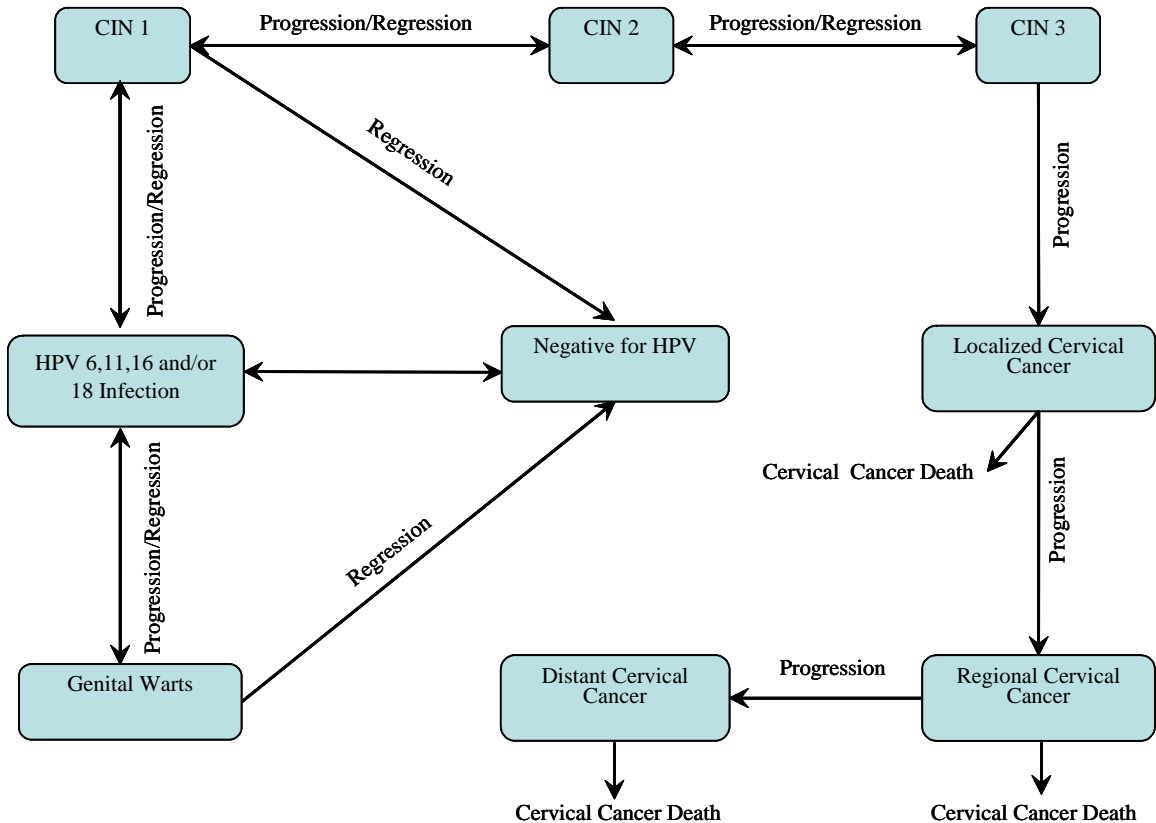 CIN 1
Progression/Regression
CIN 2
Progression/Regression
CIN 3
Progression/Regression
Regression
Progression
HPV 6,11,16 and/or
18 Infection
Negative for HPV
Localized Cervical
Cancer
Progression/Regression
Regression
Cervical Cancer Death
Progression
Genital Warts
Distant Cervical
Cancer
Progression
Regional Cervical
Cancer
Cervical Cancer Death
Cervical Cancer Death